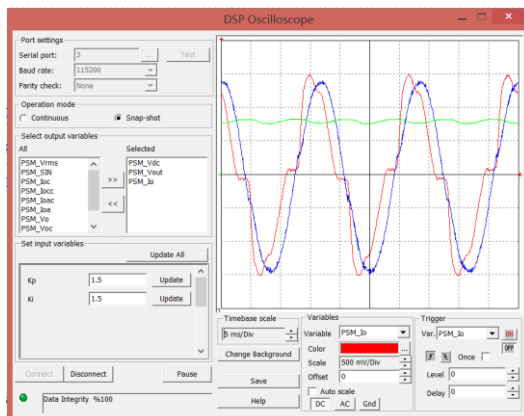 DSP Oscilloscope
Port settings
Serial port: 3 ... Test
Baud rate: 115200
Parity check: None
Operation mode
Continuous Snap-shot
Select output variables
All Selected
PSM_Vrms
PSM_SIN
PSM_Ioc
PSM_Iocc
PSM_Ioac
PSM_Ioa
PSM_Vo
PSM_Voc
>>
<<
PSM_Vdc
PSM_Vout
PSM_Io
Set input variables
Update All
Kp 1.5 Update
Ki 1.5 Update
Connect Disconnect Pause
Data Integrity %100
Timebase scale
5 ms/Div
Change Background
Save
Help
Variables
Variable PSM_Io
Color ...
Scale 500 mV/Div
Offset 0
Auto scale
DC AC Gnd
Trigger
Var. PSM_Io ON
OFF
Once
Level 0
Delay 0